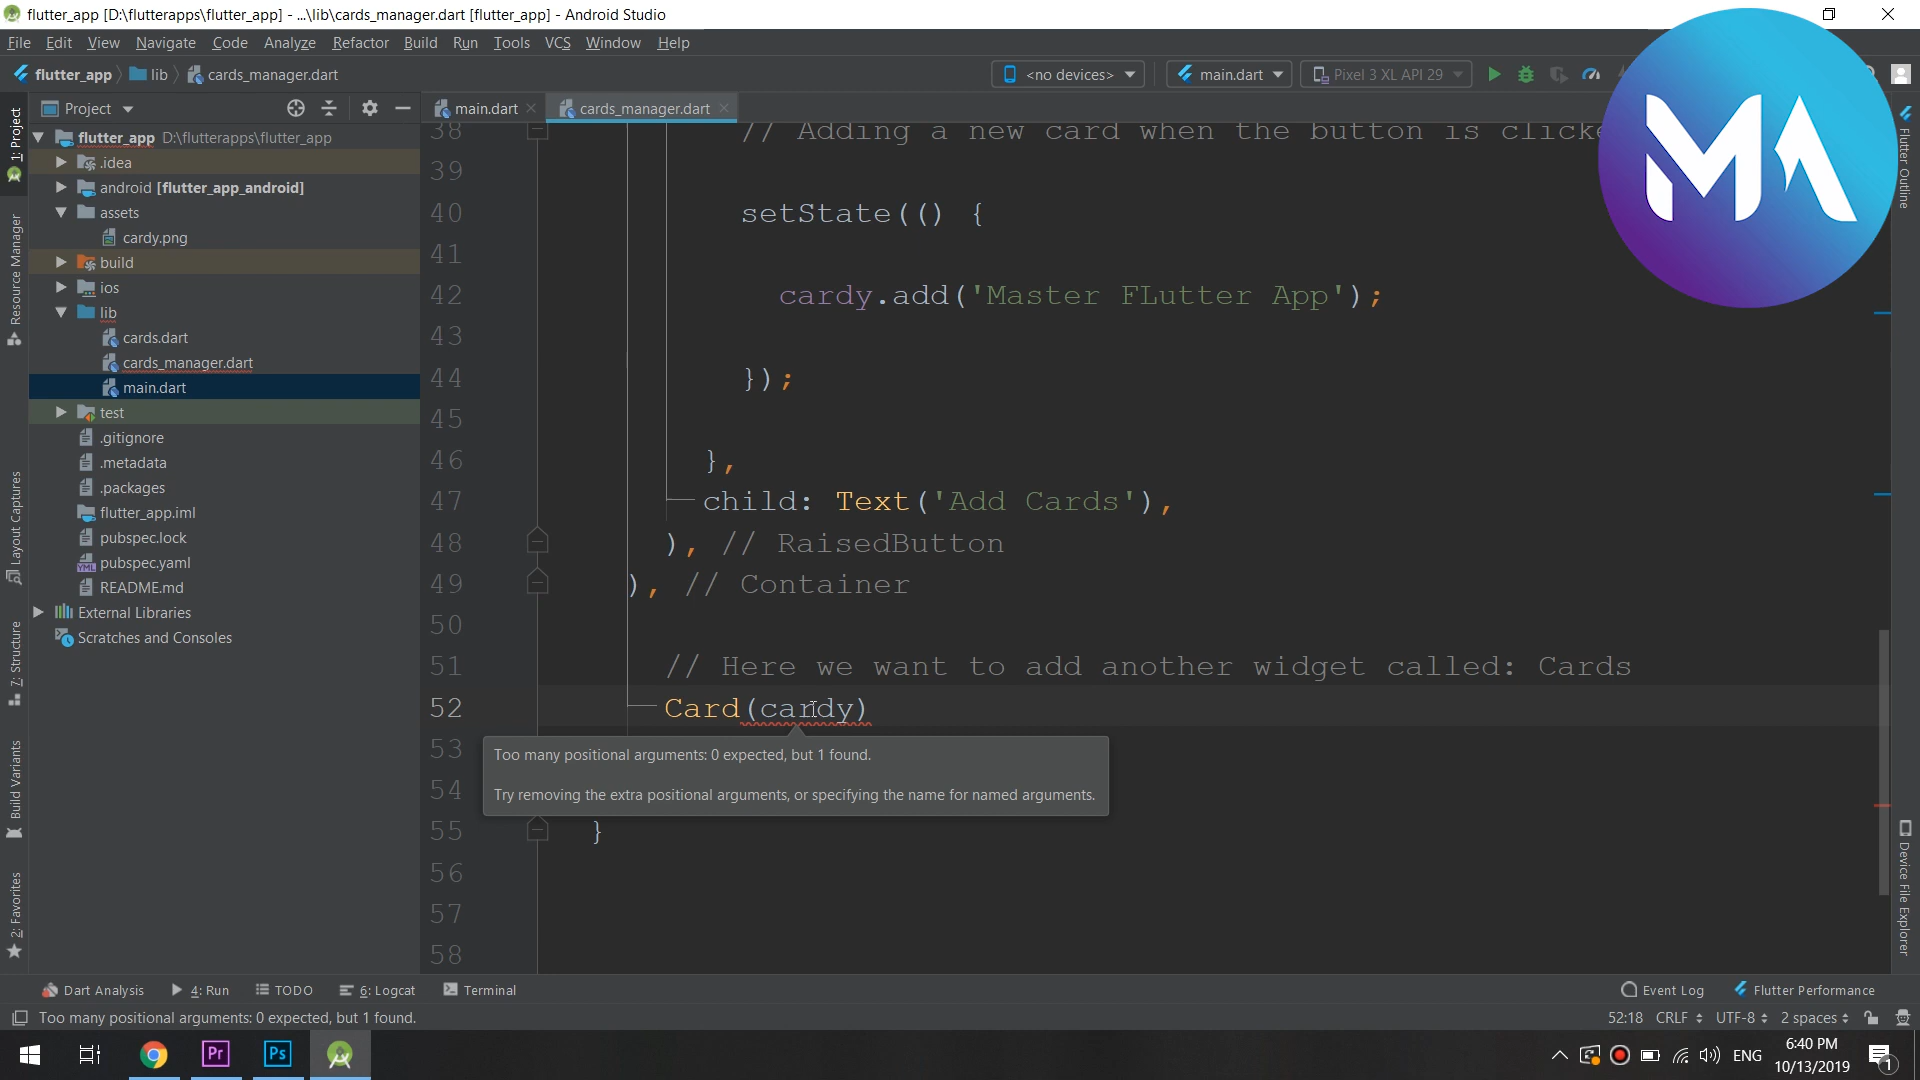 flutter_app [D:\flutterapps\flutter_app] - ...\lib\cards_manager.dart [flutter_app] - Android Studio
File Edit View Navigate Code Analyze Refactor Build Run Tools VCS Window Help
flutter_app lib cards_manager.dart <no devices> main.dart Pixel 3 XL API 29
Project main.dart cards_manager.dart
1: Project
Resource Manager
Layout Captures
7: Structure
Build Variants
2: Favorites
flutter_app D:\flutterapps\flutter_app
.idea
android [flutter_app_android]
assets
cardy.png
build
ios
lib
cards.dart
cards_manager.dart
main.dart
test
.gitignore
.metadata
.packages
flutter_app.iml
pubspec.lock
pubspec.yaml
README.md
External Libraries
Scratches and Consoles
38 // Adding a new card when the button is clicke
39
40 setState(() {
41
42 cardy.add('Master FLutter App');
43
44 });
45
46 },
47 child: Text('Add Cards'),
48 ), // RaisedButton
49 ), // Container
50
51 // Here we want to add another widget called: Cards
52 Card(cardy)
53
Too many positional arguments: 0 expected, but 1 found.
54
Try removing the extra positional arguments, or specifying the name for named arguments.
55 }
56
57
58
MA
Flutter Outline
Device File Explorer
Dart Analysis 4: Run TODO 6: Logcat Terminal Event Log Flutter Performance
Too many positional arguments: 0 expected, but 1 found. 52:18 CRLF UTF-8 2 spaces
Pr Ps ENG 6:40 PM
10/13/2019 1